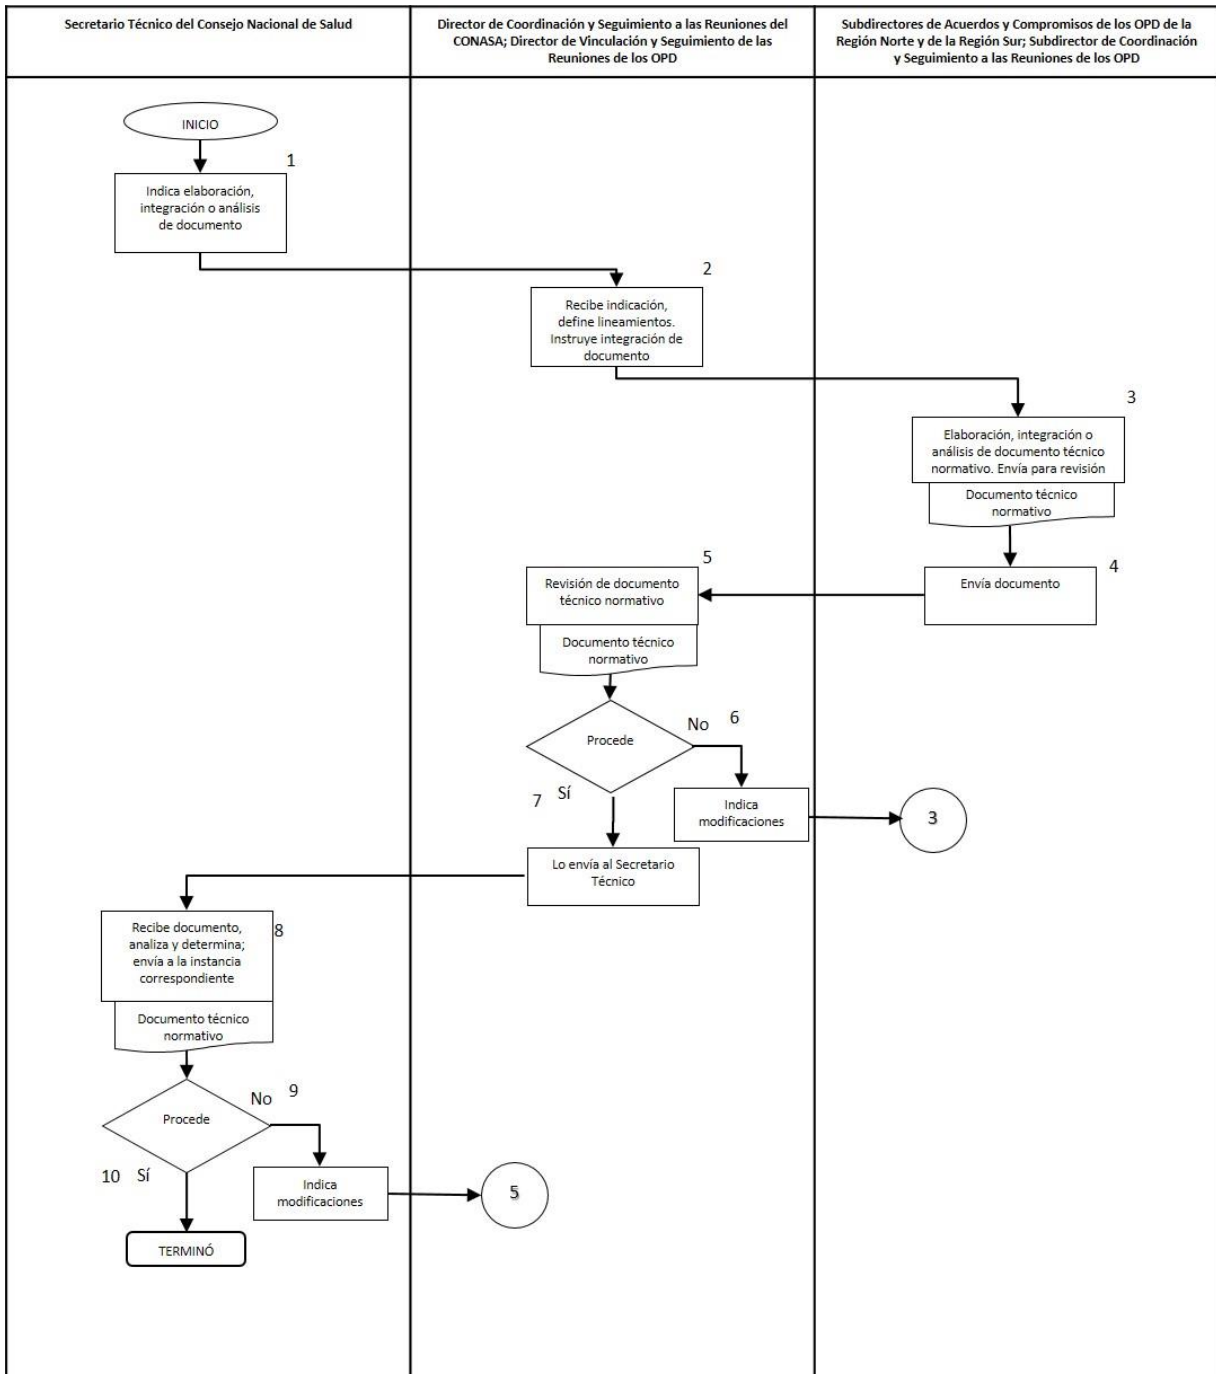 Secretario Técnico del Consejo Nacional de Salud
Director de Coordinación y Seguimiento a las Reuniones del
CONASA; Director de Vinculación y Seguimiento de las
Reuniones de los OPD
Subdirectores de Acuerdos y Compromisos de los OPD de la
Región Norte y de la Región Sur; Subdirector de Coordinación
y Seguimiento a las Reuniones de los OPD
INICIO
1
Indica elaboración,
integración o análisis
de documento
2
Recibe indicación,
define lineamientos.
Instruye integración de
documento
3
Elaboración, integración o
análisis de documento técnico
normativo. Envía para revisión
Documento técnico
normativo
4
Envía documento
5
Revisión de documento
técnico normativo
Documento técnico
normativo
Procede
No 6
Indica
modificaciones
3
7 Sí
Lo envía al Secretario
Técnico
8
Recibe documento,
analiza y determina;
envía a la instancia
correspondiente
Documento técnico
normativo
Procede
No 9
Indica
modificaciones
5
10 Sí
TERMINÓ